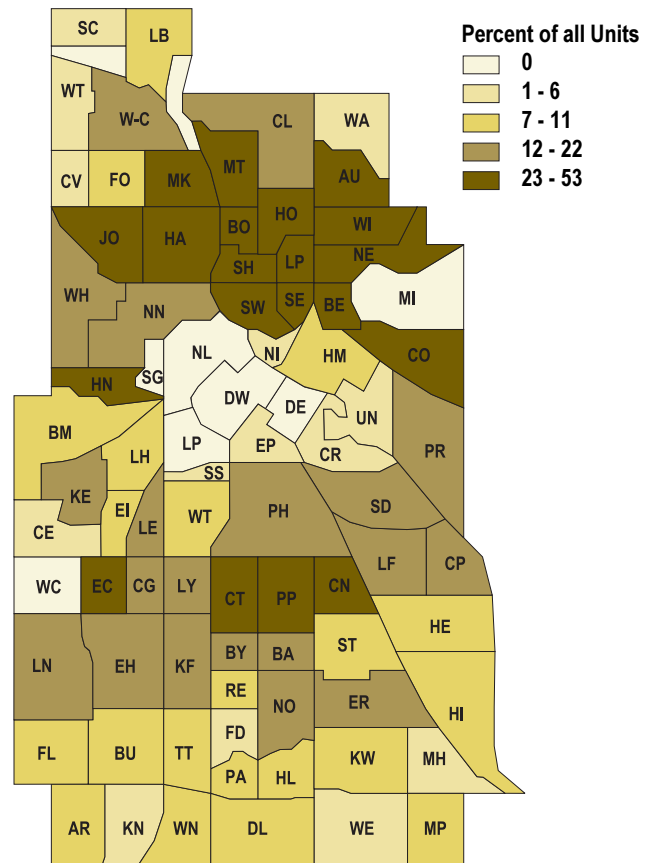 Percent of all Units
0
1 - 6
7 - 11
12 - 22
23 - 53
SC
LB
WT
W-C
CL
WA
CV
FO
MK
MT
AU
JO
HA
BO
HO
WI
SH
LP
NE
WH
NN
SW
SE
BE
MI
NL
NI
HM
CO
HN
SG
DW
DE
UN
BM
LP
EP
CR
PR
LH
SS
KE
EI
LE
WT
PH
SD
CE
LF
CP
WC
EC
CG
LY
CT
PP
CN
HE
LN
EH
KF
BY
BA
ST
RE
NO
ER
HI
FL
BU
TT
FD
PA
HL
KW
MH
AR
KN
WN
DL
WE
MP